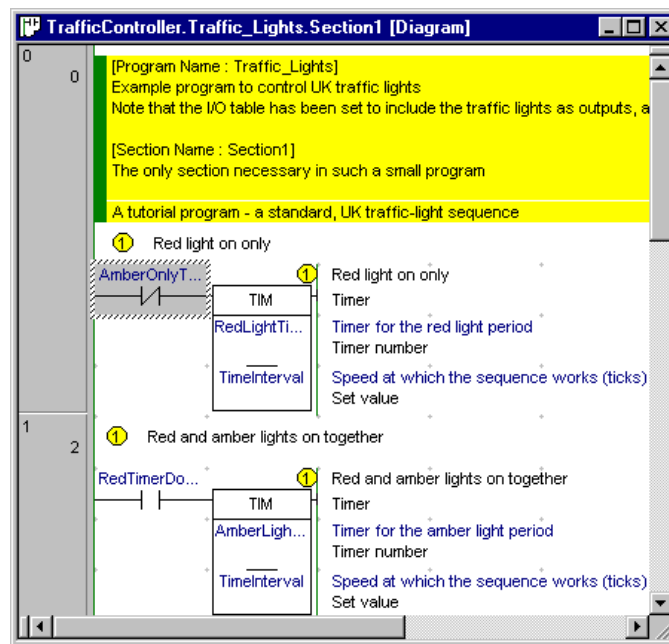 TrafficController.Traffic_Lights.Section1 [Diagram]
0
0
[Program Name : Traffic_Lights]
Example program to control UK traffic lights
Note that the I/O table has been set to include the traffic lights as outputs, a
[Section Name : Section1]
The only section necessary in such a small program
A tutorial program - a standard, UK traffic-light sequence
1 Red light on only
AmberOnlyT...
1 Red light on only
TIM Timer
RedLightTi... Timer for the red light period
Timer number
TimeInterval Speed at which the sequence works (ticks)
Set value
1
2
1 Red and amber lights on together
RedTimerDo...
1 Red and amber lights on together
TIM Timer
AmberLigh... Timer for the amber light period
Timer number
TimeInterval Speed at which the sequence works (ticks)
Set value